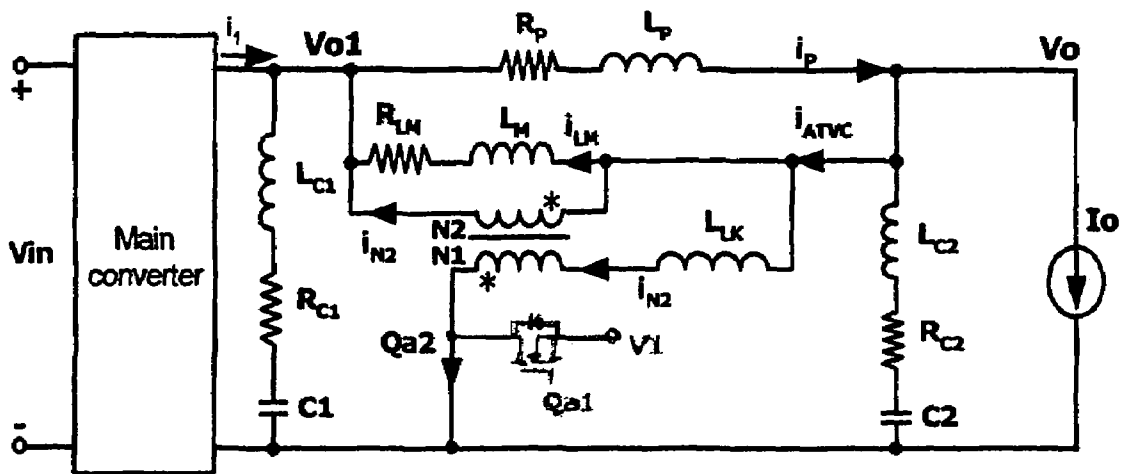 i1
Vo1
RP
LP
iP
Vo
+
RLM
LM
iLM
iATVC
LC1
*
N2
iN2
N1
LLK
LC2
Io
Vin
Main
converter
*
iN2
RC1
Qa2
V1
RC2
Qa1
C1
C2
-